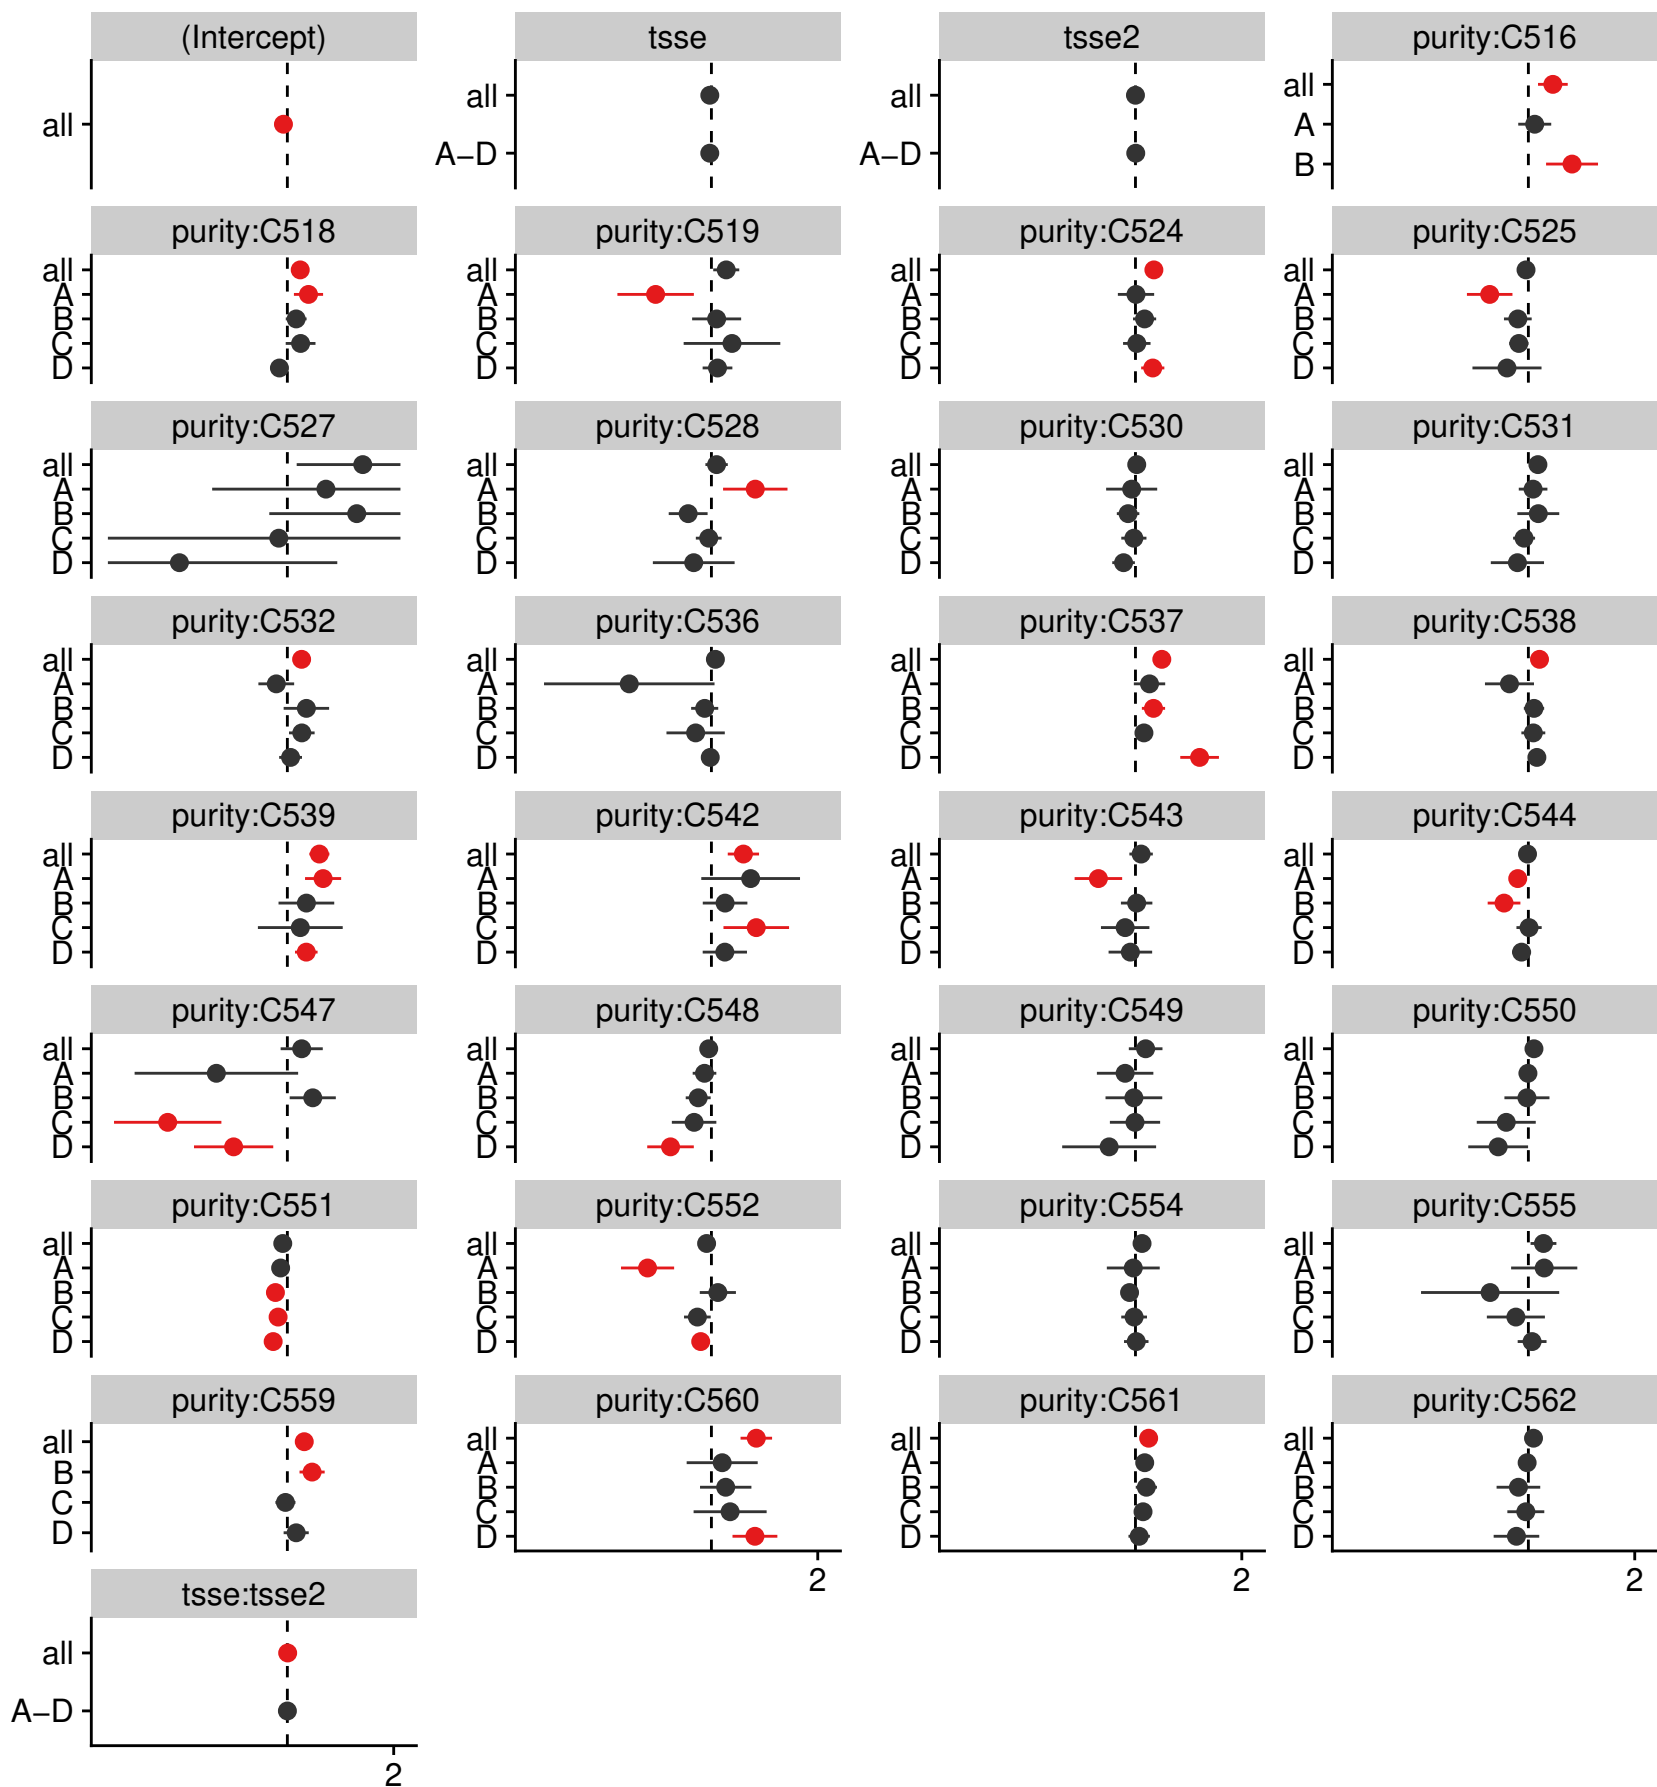 (Intercept)
all
tsse
all
A−D
tsse2
all
A−D
purity:C516
all
A
B
purity:C518
all
A
B
C
D
purity:C519
all
A
B
C
D
purity:C524
all
A
B
C
D
purity:C525
all
A
B
C
D
purity:C527
all
A
B
C
D
purity:C528
all
A
B
C
D
purity:C530
all
A
B
C
D
purity:C531
all
A
B
C
D
purity:C532
all
A
B
C
D
purity:C536
all
A
B
C
D
purity:C537
all
A
B
C
D
purity:C538
all
A
B
C
D
purity:C539
all
A
B
C
D
purity:C542
all
A
B
C
D
purity:C543
all
A
B
C
D
purity:C544
all
A
B
C
D
purity:C547
all
A
B
C
D
purity:C548
all
A
B
C
D
purity:C549
all
A
B
C
D
purity:C550
all
A
B
C
D
purity:C551
all
A
B
C
D
purity:C552
all
A
B
C
D
purity:C554
all
A
B
C
D
purity:C555
all
A
B
C
D
purity:C559
all
B
C
D
purity:C560
all
A
B
C
D
2
purity:C561
all
A
B
C
D
2
purity:C562
all
A
B
C
D
2
tsse:tsse2
all
A−D
2